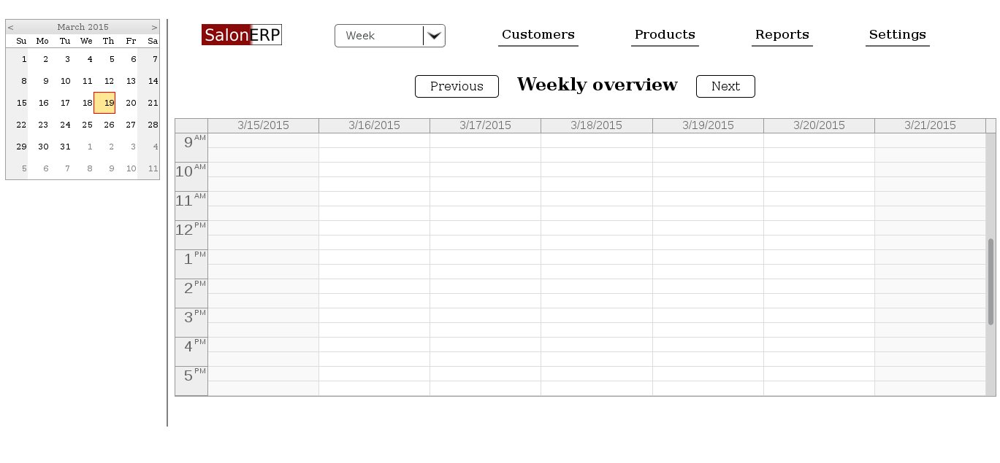 < March 2015 >
Su Mo Tu We Th Fr Sa
1 2 3 4 5 6 7
8 9 10 11 12 13 14
15 16 17 18 19 20 21
22 23 24 25 26 27 28
29 30 31 1 2 3 4
5 6 7 8 9 10 11
SalonERP Week Customers Products Reports Settings
Previous Weekly overview Next
3/15/2015 3/16/2015 3/17/2015 3/18/2015 3/19/2015 3/20/2015 3/21/2015
9 AM
10 AM
11 AM
12 PM
1 PM
2 PM
3 PM
4 PM
5 PM